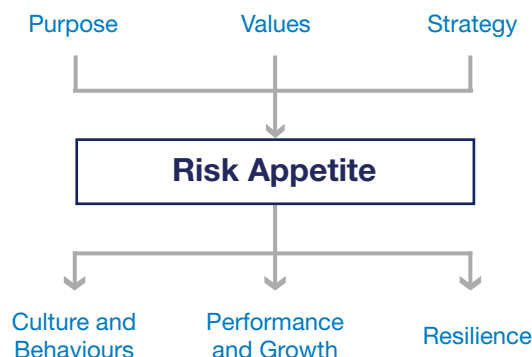 Purpose
Values
Strategy
Risk Appetite
Culture and
Behaviours
Performance
and Growth
Resilience